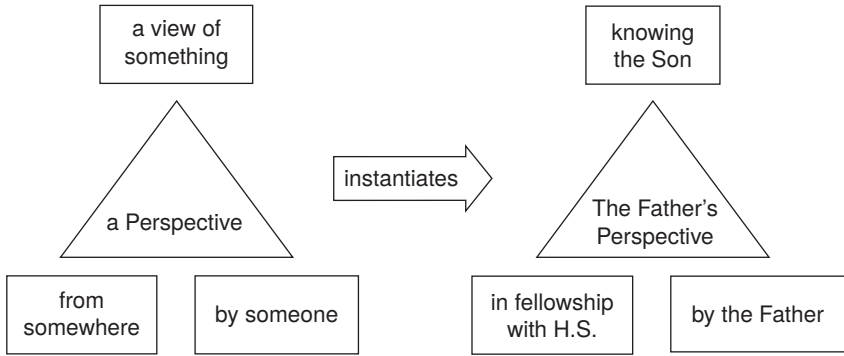 a view of
something
knowing
the Son
a Perspective
instantiates
The Father’s
Perspective
from
somewhere
by someone
in fellowship
with H.S.
by the Father